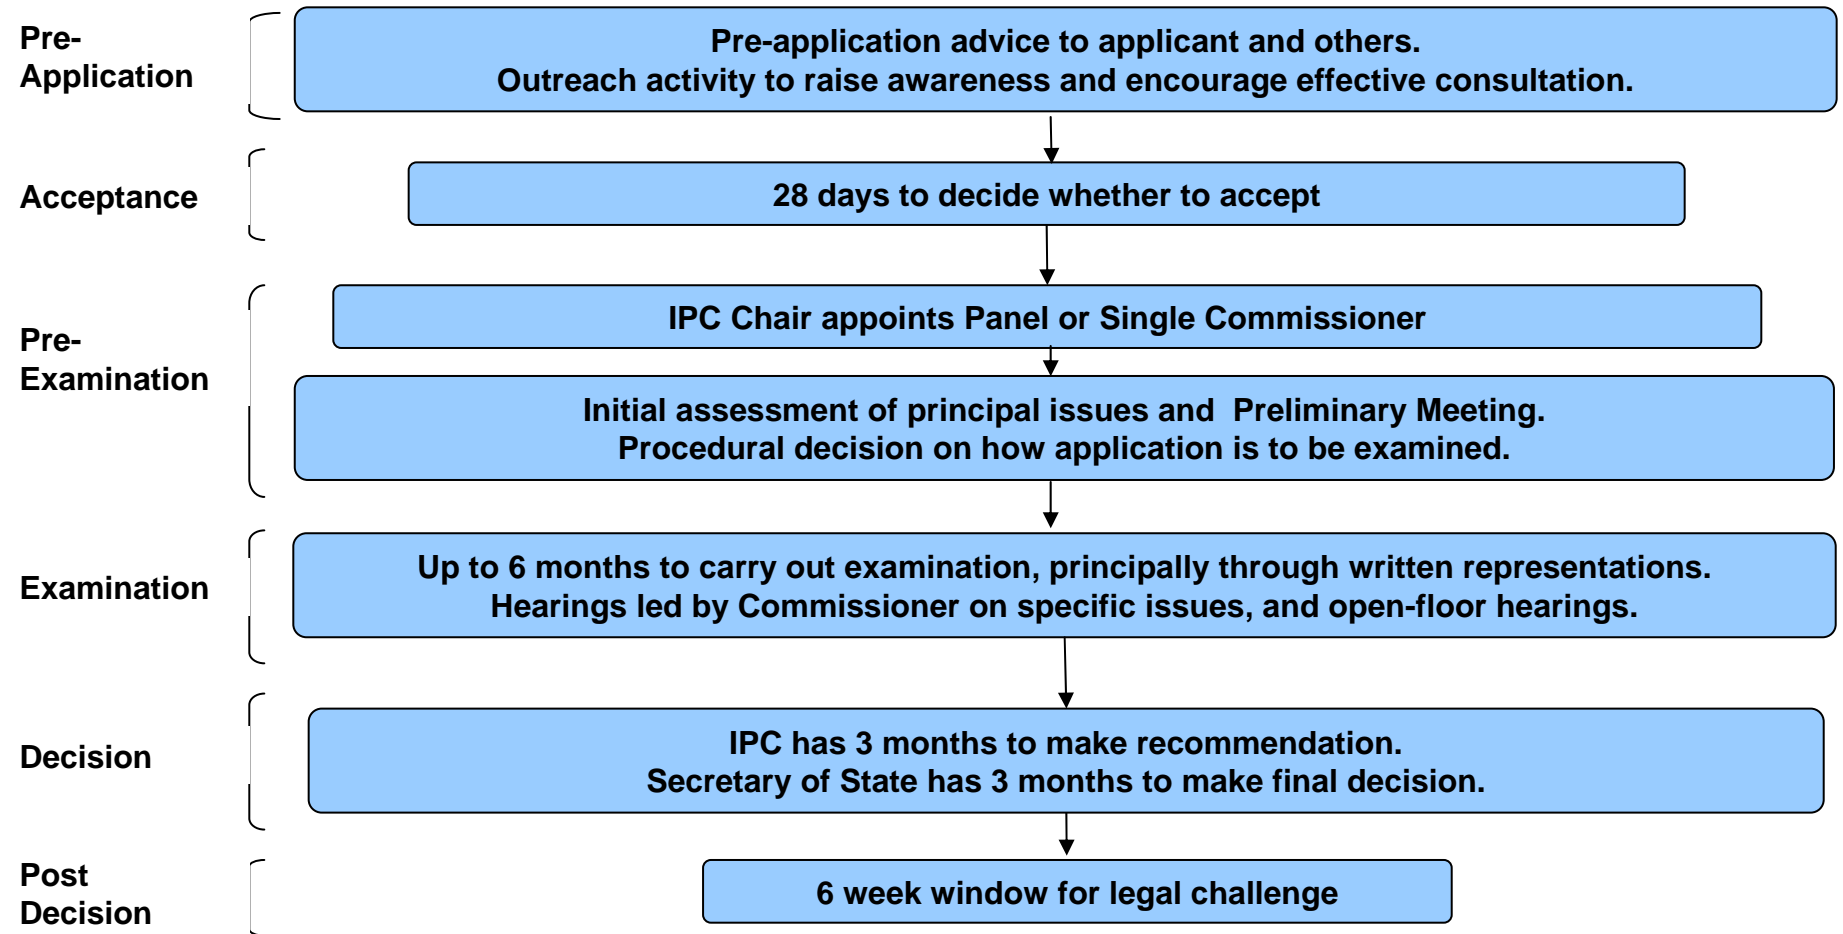 Pre-
Application
Pre-application advice to applicant and others.
Outreach activity to raise awareness and encourage effective consultation.
Acceptance
28 days to decide whether to accept
Pre-
Examination
IPC Chair appoints Panel or Single Commissioner
Initial assessment of principal issues and  Preliminary Meeting.
Procedural decision on how application is to be examined.
Examination
Up to 6 months to carry out examination, principally through written representations.
Hearings led by Commissioner on specific issues, and open-floor hearings.
Decision
IPC has 3 months to make recommendation.
Secretary of State has 3 months to make final decision.
Post
Decision
6 week window for legal challenge